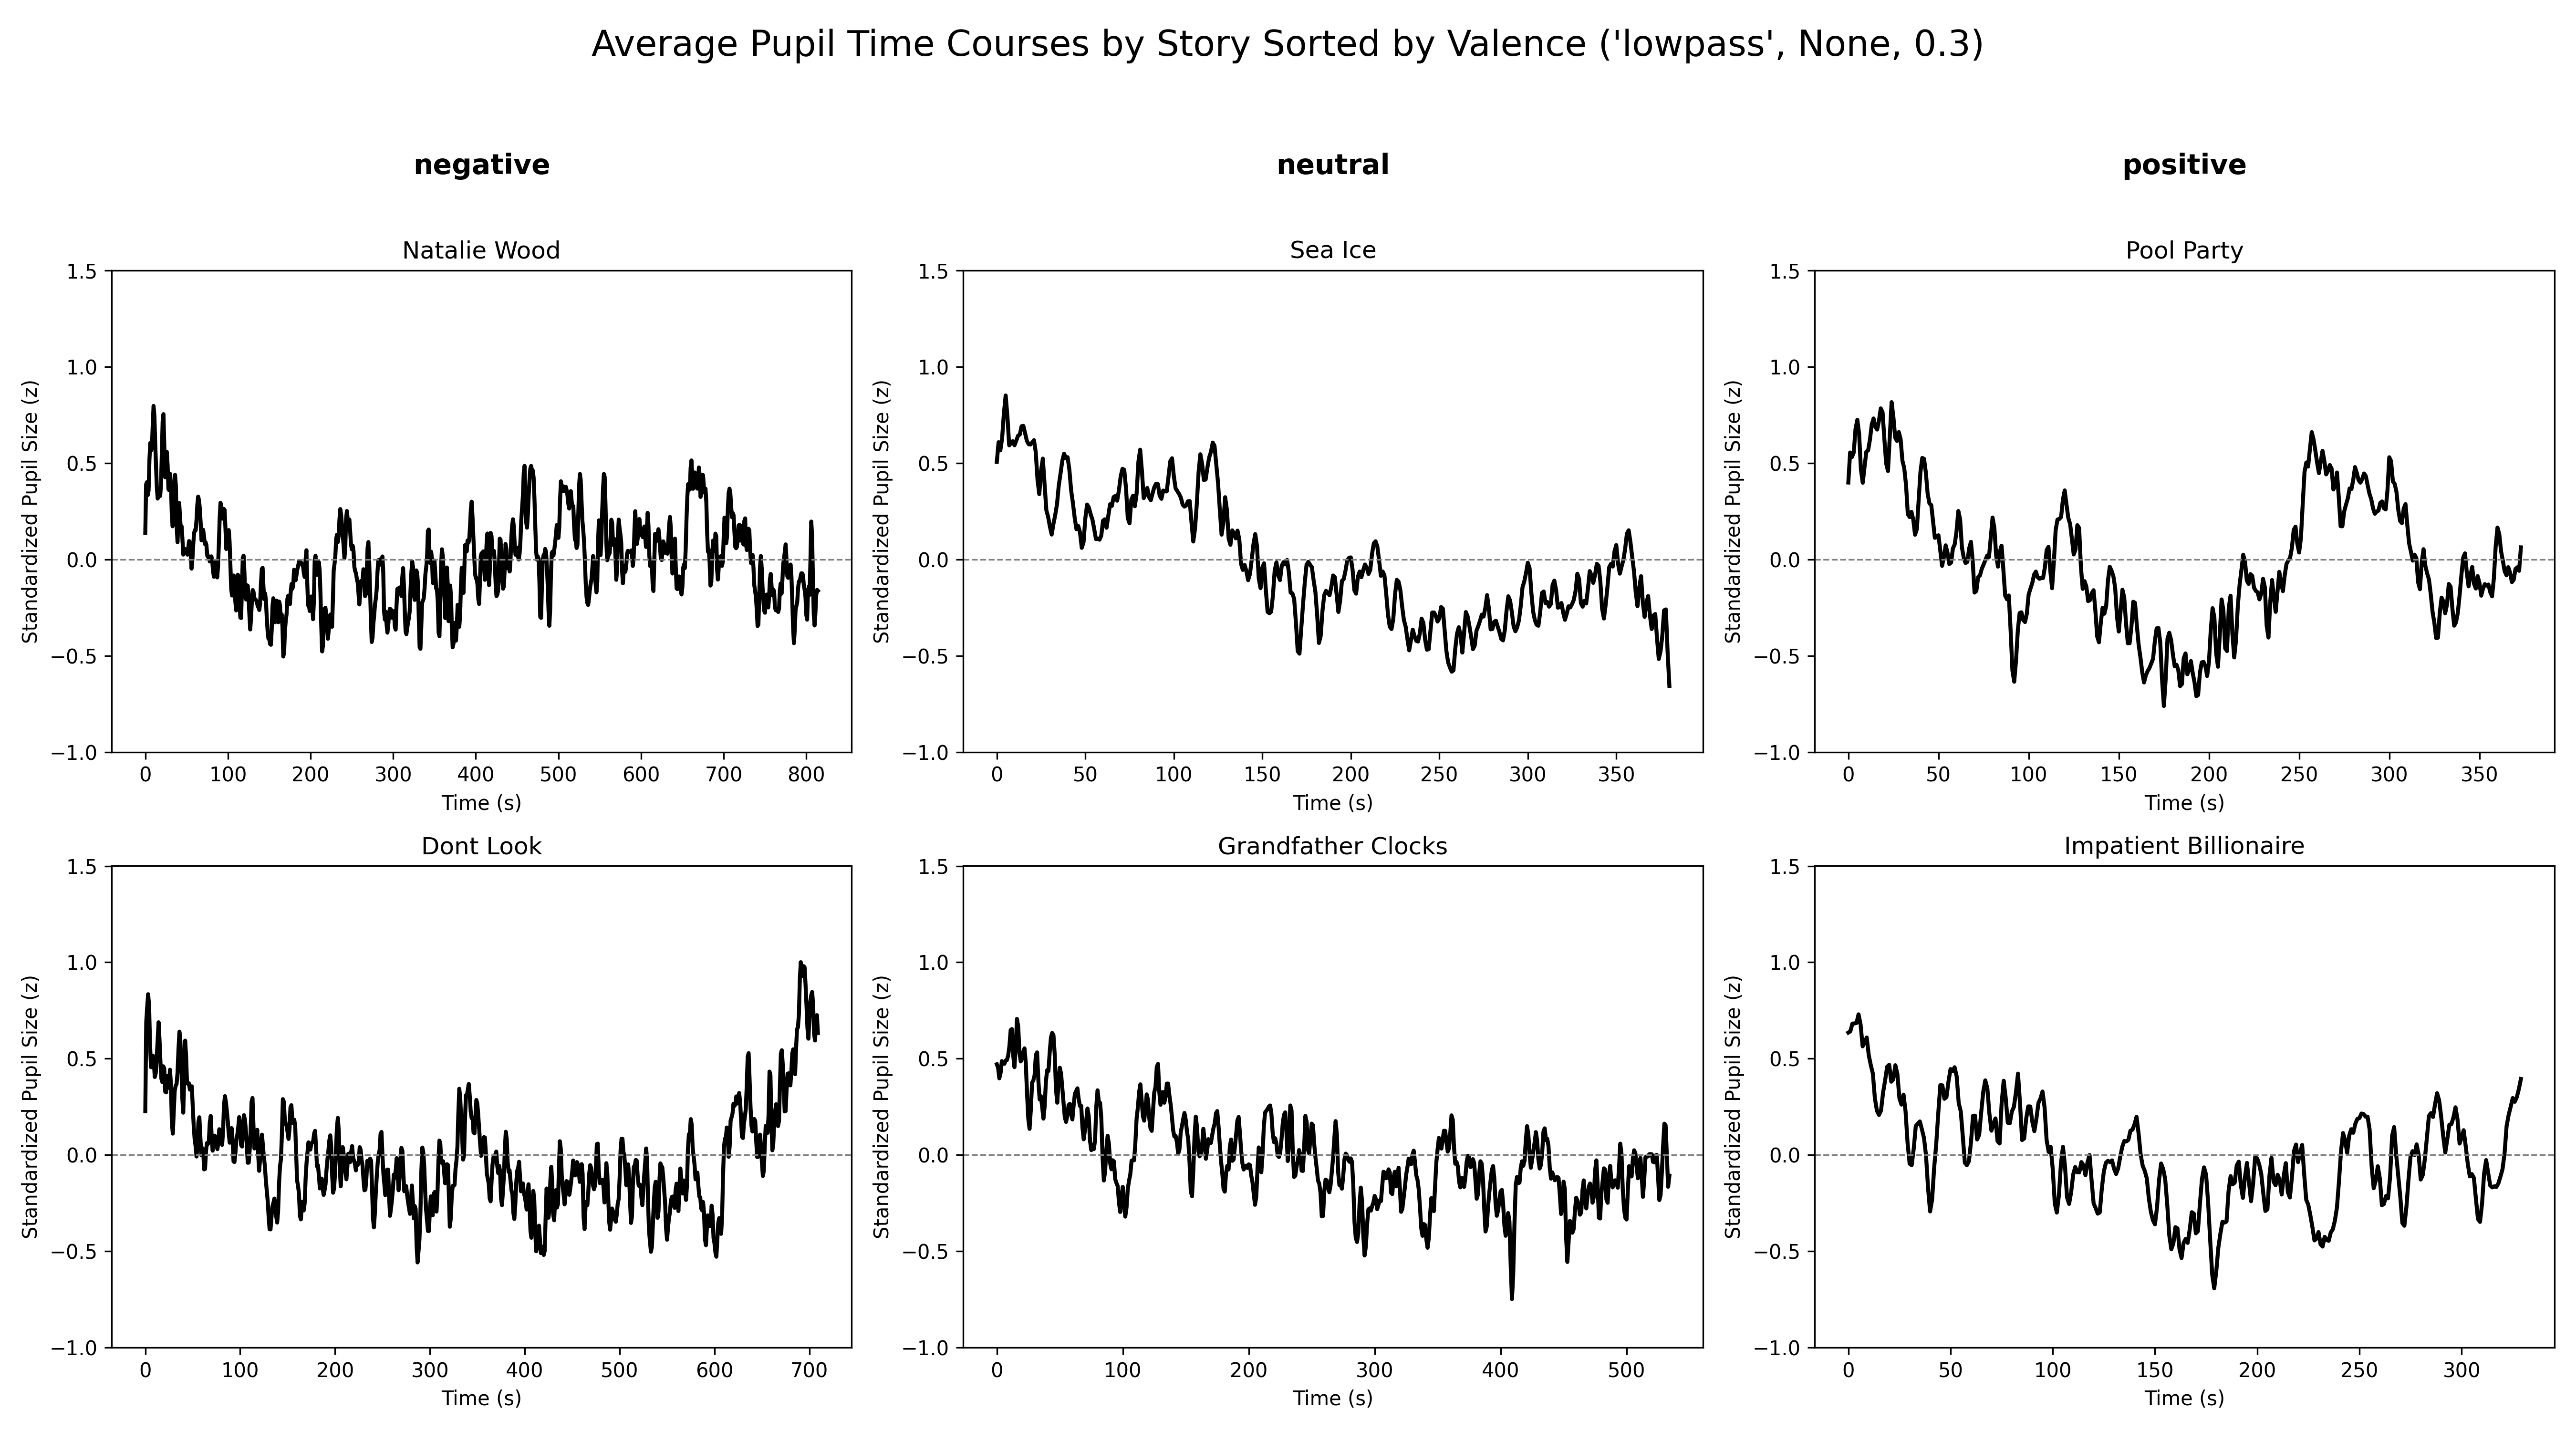 Average Pupil Time Courses by Story Sorted by Valence ('lowpass', None, 0.3)
negative
neutral
positive
Natalie Wood
Standardized Pupil Size (z)
1.5
1.0
0.5
0.0
−0.5
−1.0
0 100 200 300 400 500 600 700 800
Time (s)
Sea Ice
Standardized Pupil Size (z)
1.5
1.0
0.5
0.0
−0.5
−1.0
0 50 100 150 200 250 300 350
Time (s)
Pool Party
Standardized Pupil Size (z)
1.5
1.0
0.5
0.0
−0.5
−1.0
0 50 100 150 200 250 300 350
Time (s)
Dont Look
Standardized Pupil Size (z)
1.5
1.0
0.5
0.0
−0.5
−1.0
0 100 200 300 400 500 600 700
Time (s)
Grandfather Clocks
Standardized Pupil Size (z)
1.5
1.0
0.5
0.0
−0.5
−1.0
0 100 200 300 400 500
Time (s)
Impatient Billionaire
Standardized Pupil Size (z)
1.5
1.0
0.5
0.0
−0.5
−1.0
0 50 100 150 200 250 300
Time (s)